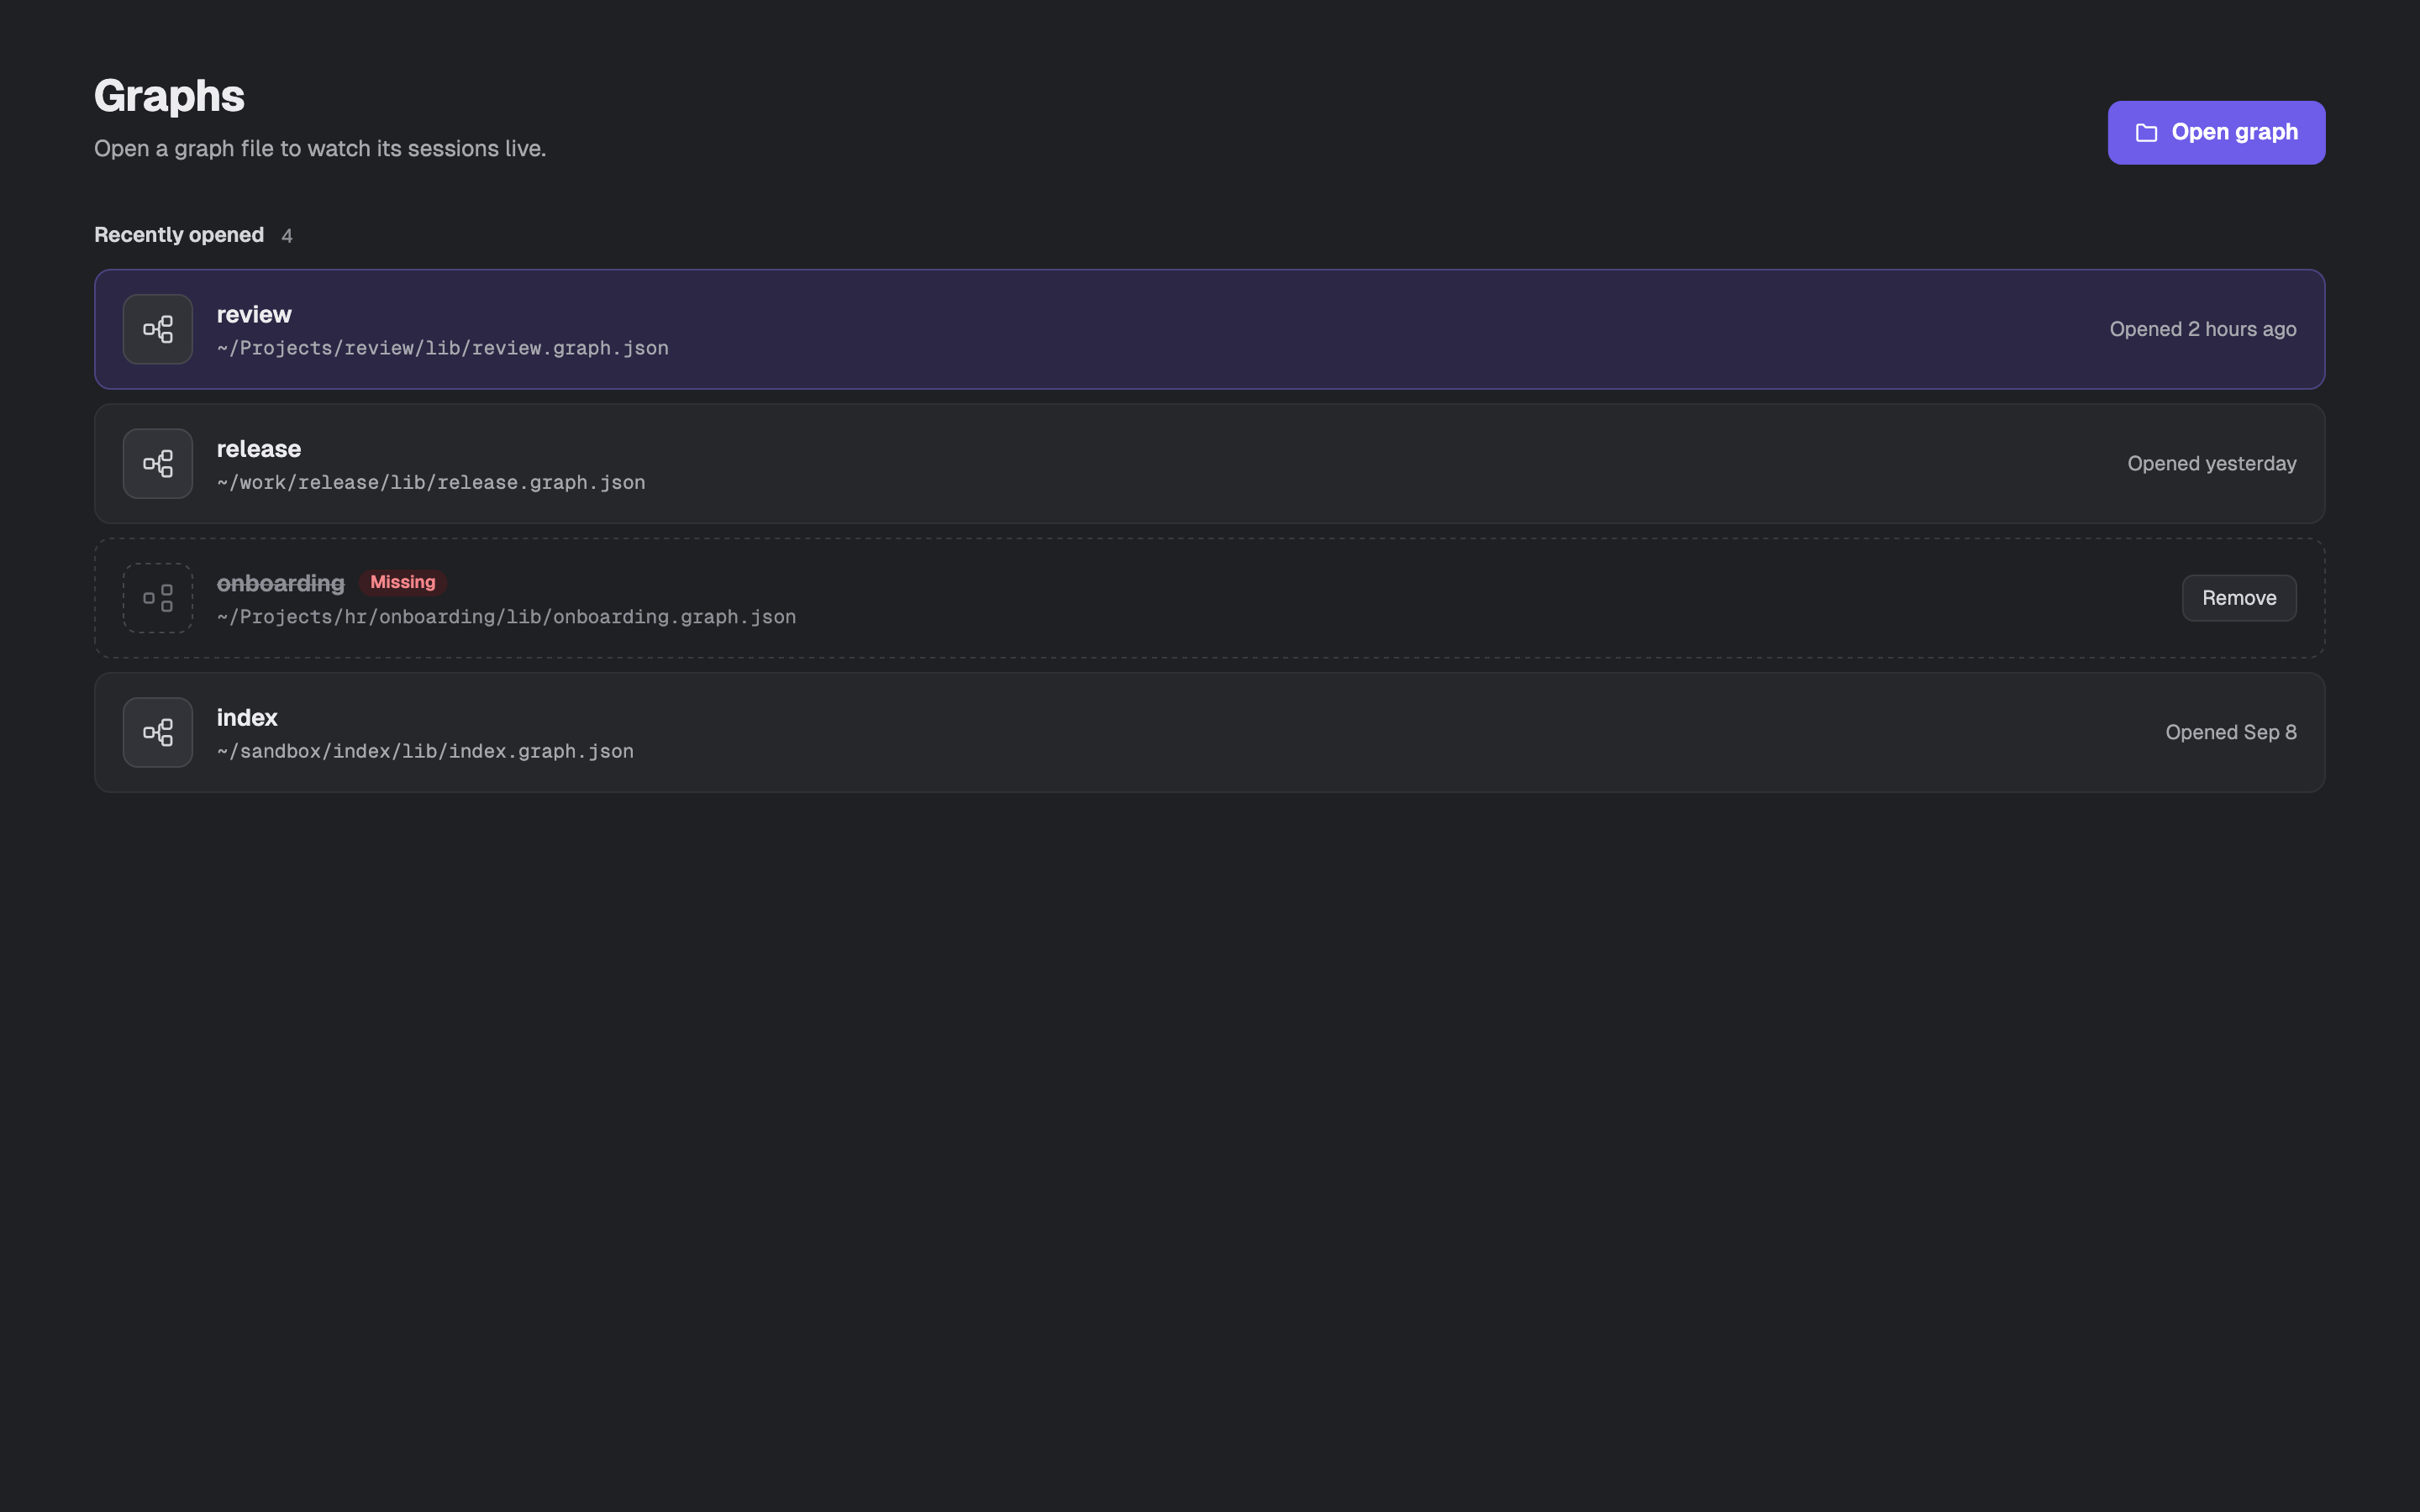 Graphs
Open a graph file to watch its sessions live.
Open graph
Recently opened 4
review
~/Projects/review/lib/review.graph.json
Opened 2 hours ago
release
~/work/release/lib/release.graph.json
Opened yesterday
onboarding Missing
~/Projects/hr/onboarding/lib/onboarding.graph.json
Remove
index
~/sandbox/index/lib/index.graph.json
Opened Sep 8